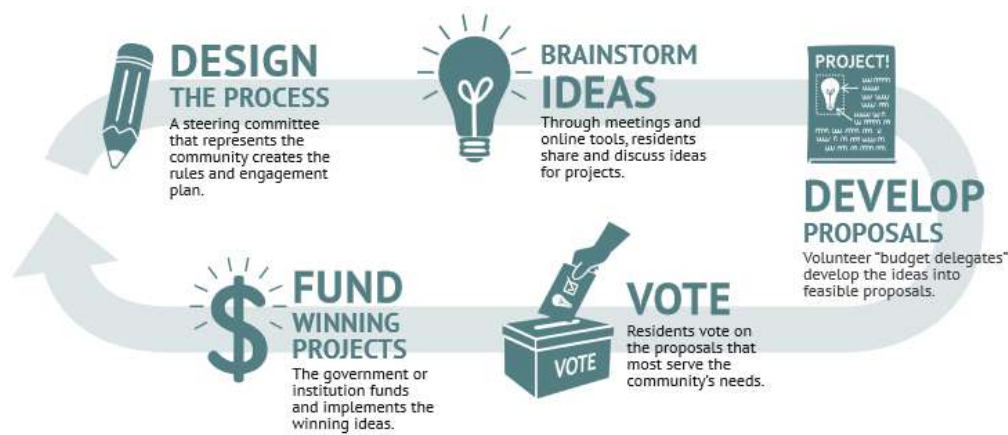 DESIGN
THE PROCESS
A steering committee
that represents the
community creates the
rules and engagement
plan.
BRAINSTORM
IDEAS
Through meetings and
online tools, residents
share and discuss ideas
for projects.
PROJECT!
DEVELOP
PROPOSALS
Volunteer "budget delegates"
develop the ideas into
feasible proposals.
VOTE
Residents vote on
the proposals that
most serve the
community's needs.
VOTE
FUND
WINNING
PROJECTS
The government or
institution funds
and implements the
winning ideas.